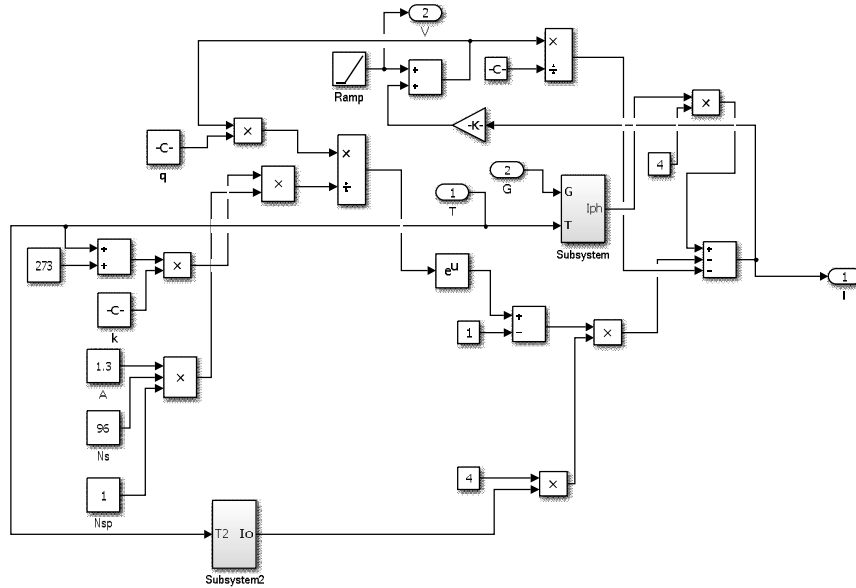 2
V
×
÷
-C-
+
+
Ramp
×
-K-
-C-
q
×
×
÷
×
4
2
G
1
T
G
T
Iph
Subsystem
+
+
273
×
+
−
−
1
I
eᵘ
-C-
k
+
−
1
×
1.3
A
×
96
Ns
4
×
1
Nsp
T2 Io
Subsystem2